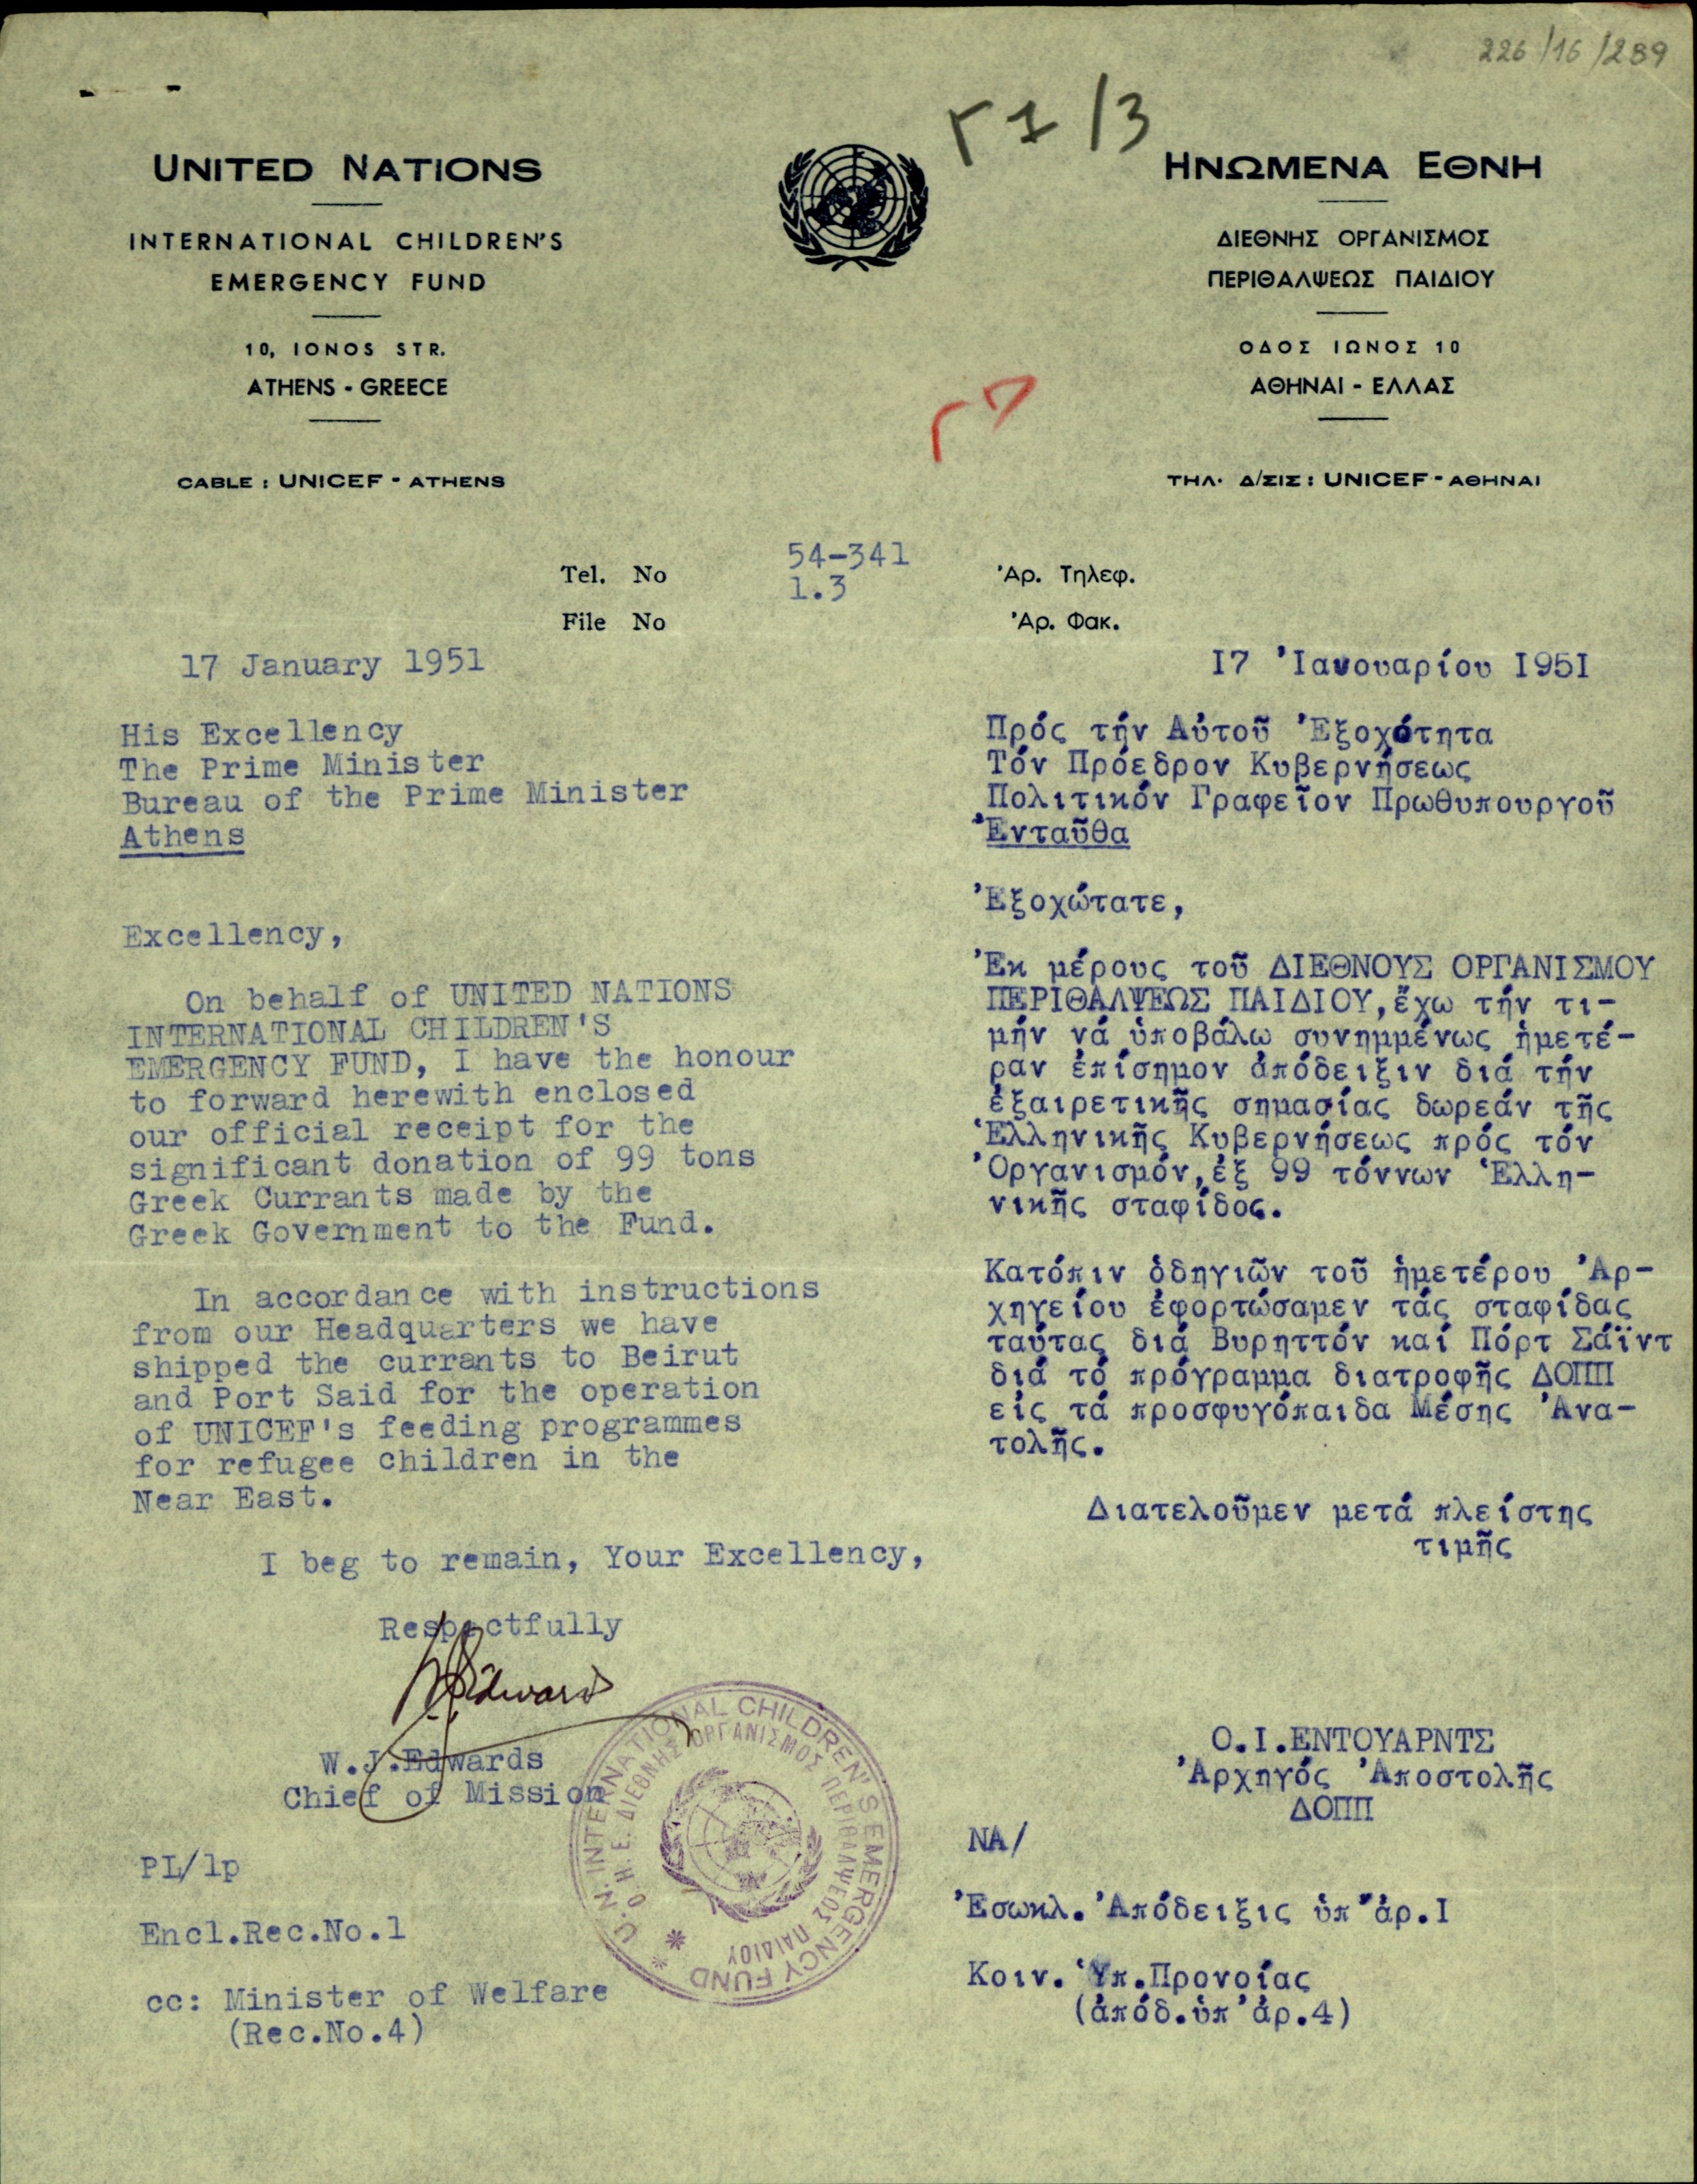 226/16/289
Γ1/3
UNITED NATIONS
INTERNATIONAL CHILDREN'S
EMERGENCY FUND
10, IONOS STR.
ATHENS - GREECE
CABLE : UNICEF - ATHENS
ΗΝΩΜΕΝΑ ΕΘΝΗ
ΔΙΕΘΝΗΣ ΟΡΓΑΝΙΣΜΟΣ
ΠΕΡΙΘΑΛΨΕΩΣ ΠΑΙΔΙΟΥ
ΟΔΟΣ ΙΩΝΟΣ 10
ΑΘΗΝΑΙ - ΕΛΛΑΣ
ΤΗΛ. Δ/ΣΙΣ : UNICEF - ΑΘΗΝΑΙ
Tel. No 54-341 Ἀρ. Τηλεφ.
1.3
File No Ἀρ. Φακ.
17 January 1951
His Excellency
The Prime Minister
Bureau of the Prime Minister
Athens
Excellency,
On behalf of UNITED NATIONS
INTERNATIONAL CHILDREN'S
EMERGENCY FUND, I have the honour
to forward herewith enclosed
our official receipt for the
significant donation of 99 tons
Greek Currants made by the
Greek Government to the Fund.
In accordance with instructions
from our Headquarters we have
shipped the currants to Beirut
and Port Said for the operation
of UNICEF's feeding programmes
for refugee children in the
Near East.
I beg to remain, Your Excellency,
Respectfully
W.J.Edwards
Chief of Mission
PL/lp
Encl.Rec.No.1
cc: Minister of Welfare
(Rec.No.4)
I7 Ἰανουαρίου I95I
Πρός τήν Αὐτοῦ Ἐξοχότητα
Τόν Πρόεδρον Κυβερνήσεως
Πολιτικόν Γραφεῖον Πρωθυπουργοῦ
Ἐνταῦθα
Ἐξοχώτατε,
Ἐκ μέρους τοῦ ΔΙΕΘΝΟΥΣ ΟΡΓΑΝΙΣΜΟΥ
ΠΕΡΙΘΑΛΨΕΩΣ ΠΑΙΔΙΟΥ, ἔχω τήν τι-
μήν νά ὑποβάλω συνημμένως ἡμετέ-
ραν ἐπίσημον ἀπόδειξιν διά τήν
ἐξαιρετικῆς σημασίας δωρεάν τῆς
Ἑλληνικῆς Κυβερνήσεως πρός τόν
Ὀργανισμόν, ἐξ 99 τόννων Ἑλλη-
νικῆς σταφίδος.
Κατόπιν ὁδηγιῶν τοῦ ἡμετέρου Ἀρ-
χηγείου ἐφορτώσαμεν τάς σταφίδας
ταύτας διά Βυρηττόν καί Πόρτ Σάϊντ
διά τό πρόγραμμα διατροφῆς ΔΟΠΠ
εἰς τά προσφυγόπαιδα Μέσης Ἀνα-
τολῆς.
Διατελοῦμεν μετά πλείστης
τιμῆς
Ο.Ι.ΕΝΤΟΥΑΡΝΤΣ
Ἀρχηγός Ἀποστολῆς
ΔΟΠΠ
ΝΑ/
Ἐσωκλ. Ἀπόδειξις ὑπ' ἀρ.I
Κοιν. Ὑπ.Προνοίας
(ἀπόδ.ὑπ' ἀρ.4)
U.N. INTERNATIONAL CHILDREN'S EMERGENCY FUND
Ο.Η.Ε. ΔΙΕΘΝΗΣ ΟΡΓΑΝΙΣΜΟΣ ΠΕΡΙΘΑΛΨΕΩΣ ΠΑΙΔΙΟΥ